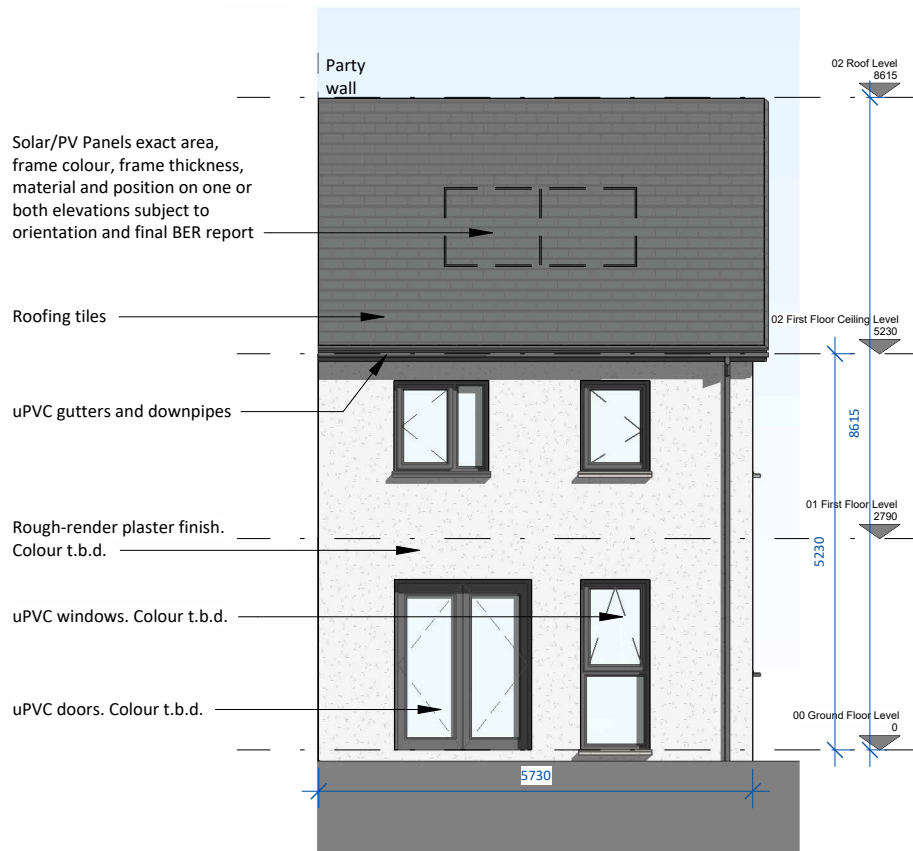 Party
wall
02 Roof Level
8615
Solar/PV Panels exact area,
frame colour, frame thickness,
material and position on one or
both elevations subject to
orientation and final BER report
Roofing tiles
02 First Floor Ceiling Level
5230
uPVC gutters and downpipes
8615
01 First Floor Level
2790
Rough-render plaster finish.
Colour t.b.d.
5230
uPVC windows. Colour t.b.d.
uPVC doors. Colour t.b.d.
00 Ground Floor Level
0
5730